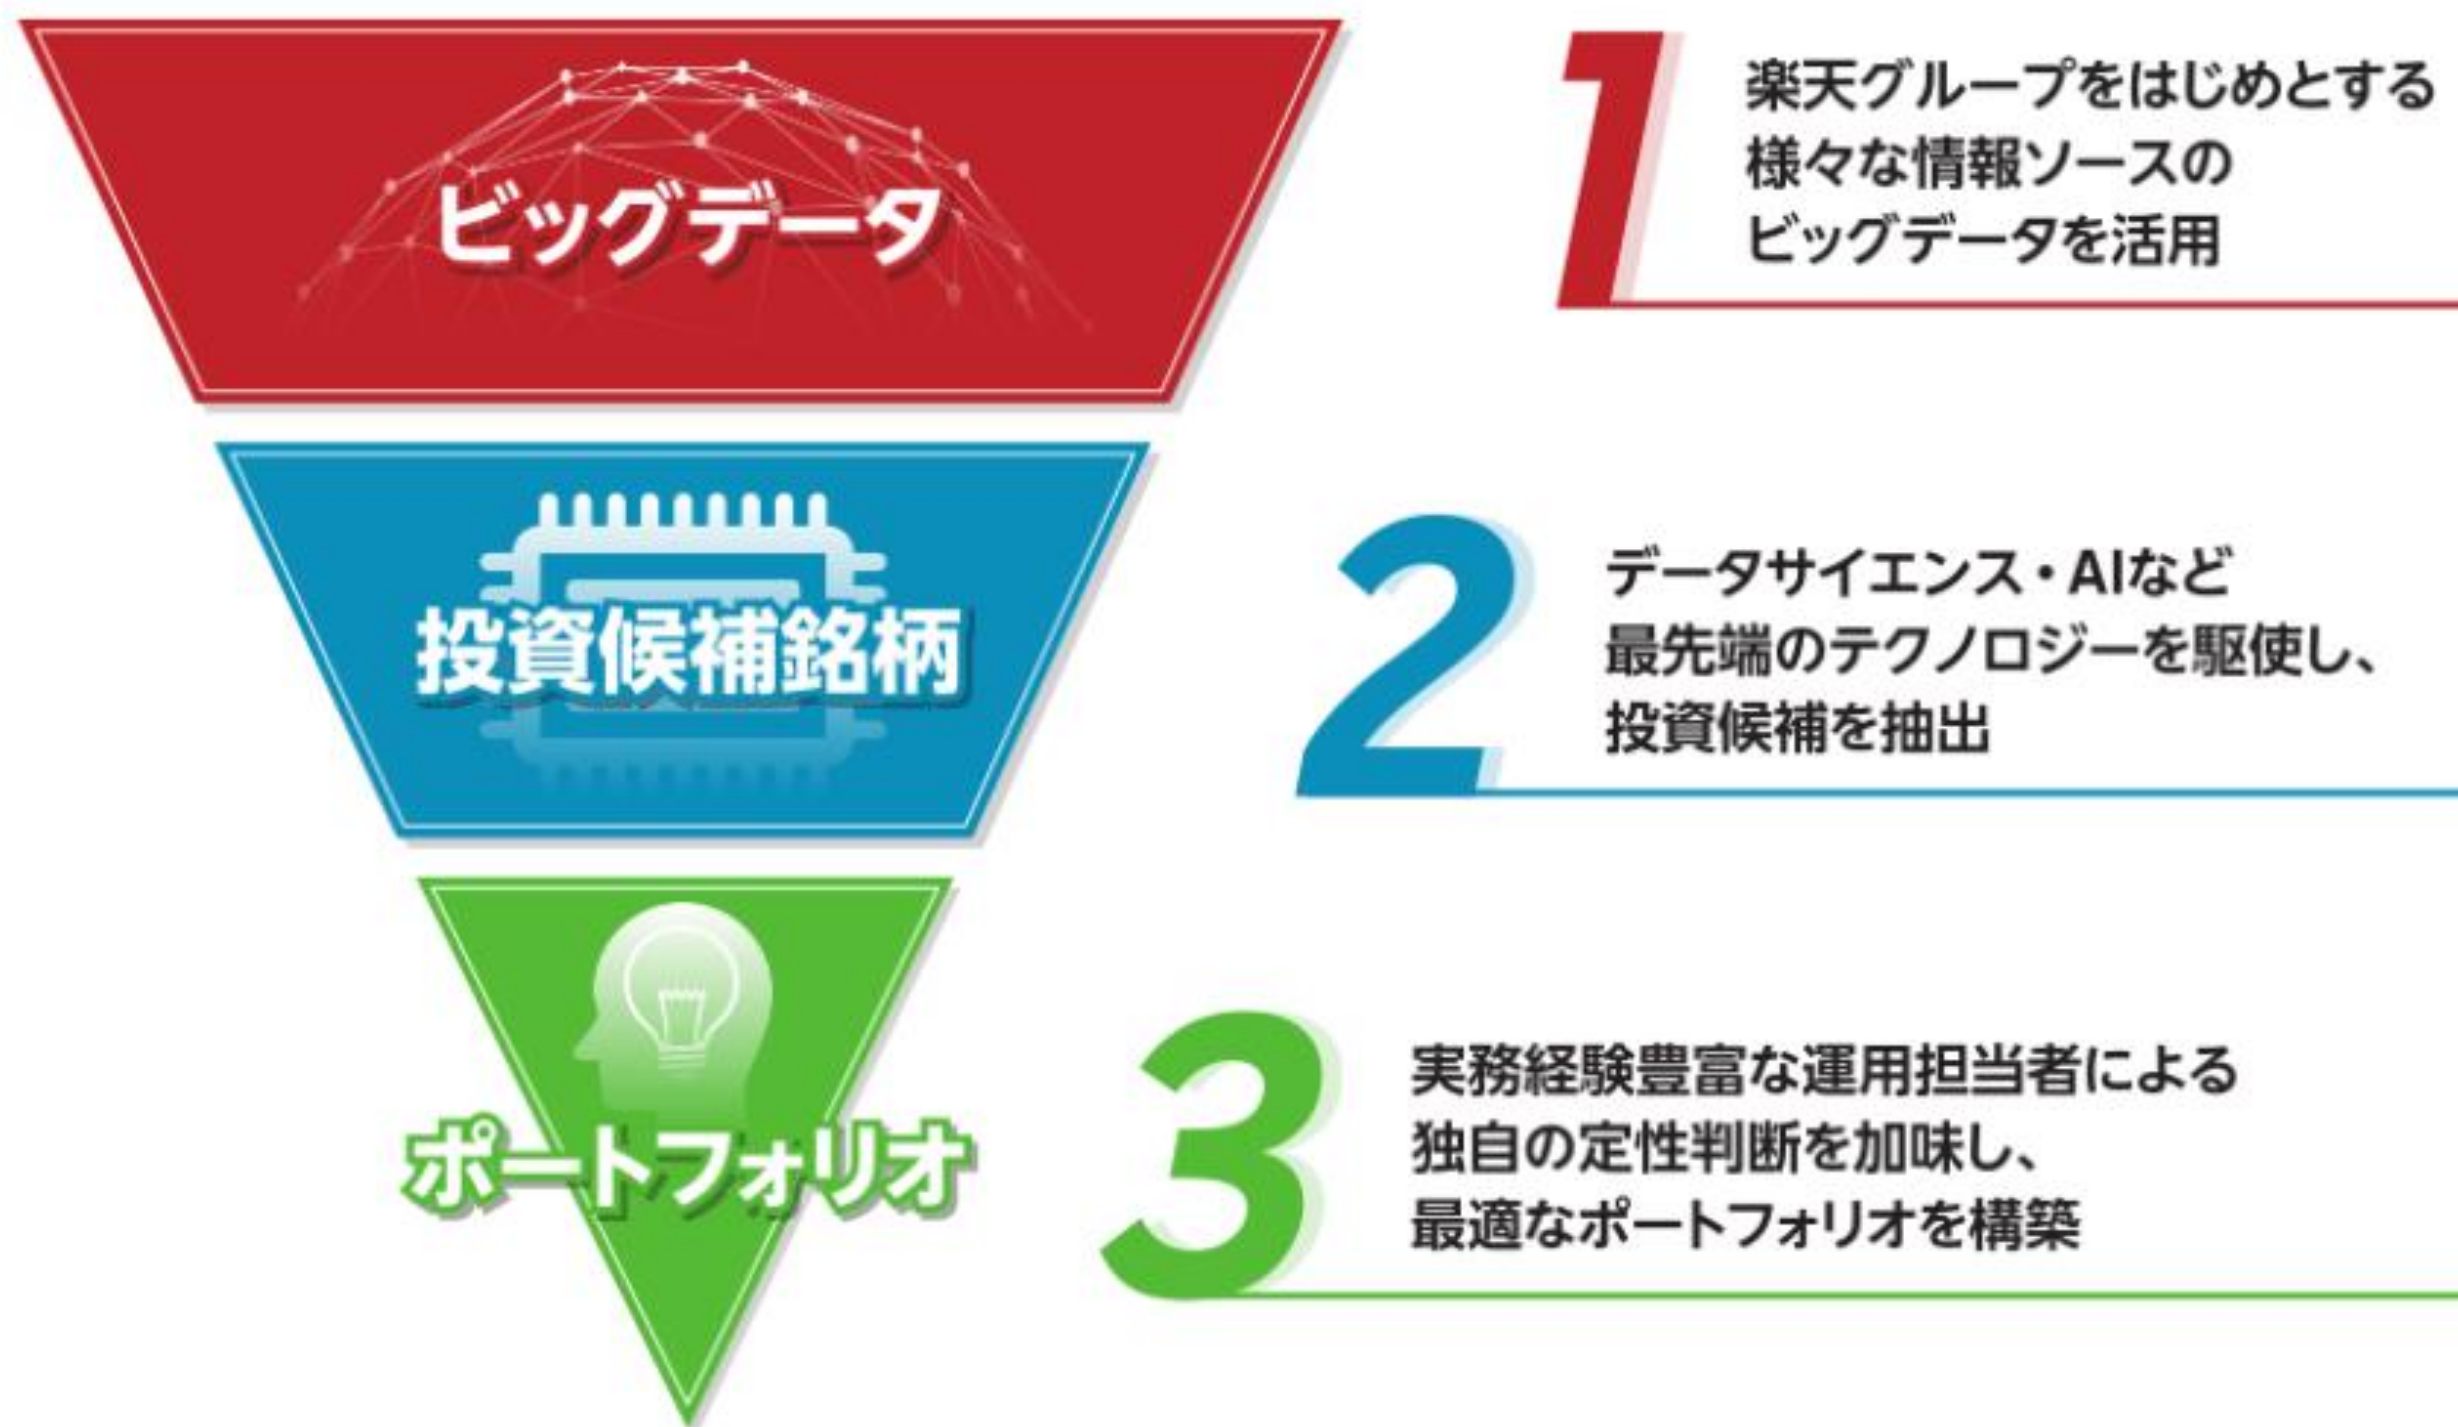 ビッグデータ
1
楽天グループをはじめとする
様々な情報ソースの
ビッグデータを活用
投資候補銘柄
2
データサイエンス・AIなど
最先端のテクノロジーを駆使し、
投資候補を抽出
ポートフォリオ
3
実務経験豊富な運用担当者による
独自の定性判断を加味し、
最適なポートフォリオを構築